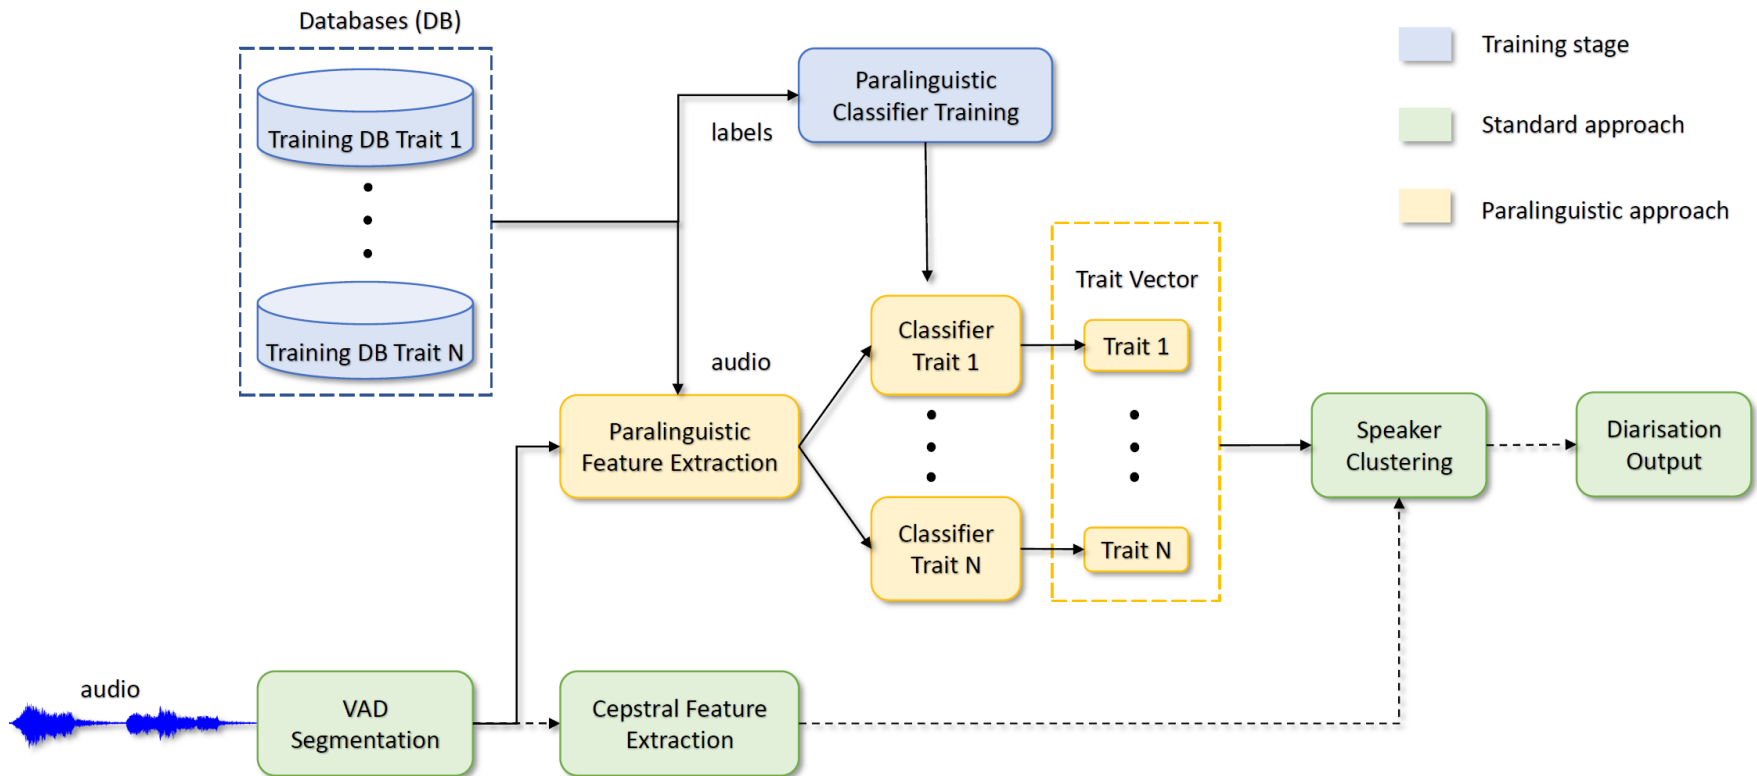 Databases (DB)
Training DB Trait 1
Training DB Trait N
Paralinguistic
Classifier Training
labels
audio
Training stage
Standard approach
Paralinguistic approach
Paralinguistic
Feature Extraction
Classifier
Trait 1
Classifier
Trait N
Trait Vector
Trait 1
Trait N
Speaker
Clustering
Diarisation
Output
audio
VAD
Segmentation
Cepstral Feature
Extraction